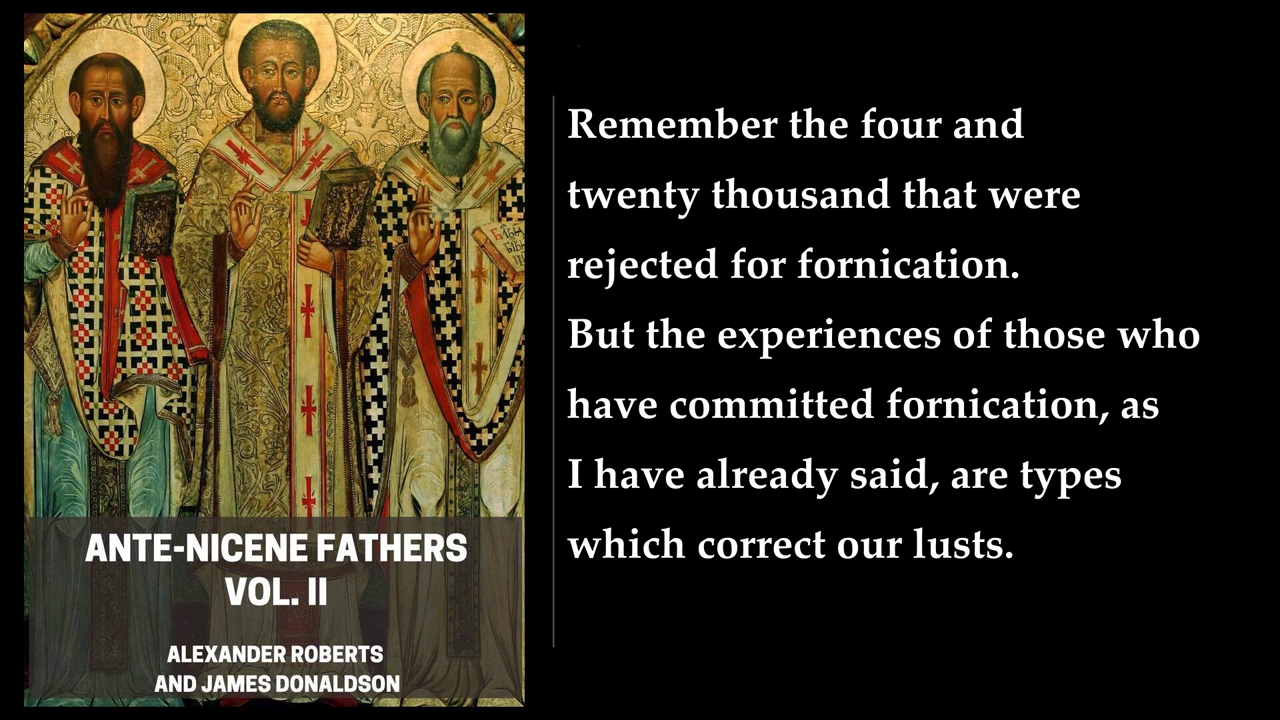 ANTE-NICENE FATHERS
VOL. II
ALEXANDER ROBERTS
AND JAMES DONALDSON
Remember the four and
twenty thousand that were
rejected for fornication.
But the experiences of those who
have committed fornication, as
I have already said, are types
which correct our lusts.